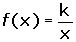 f(x) = k/x